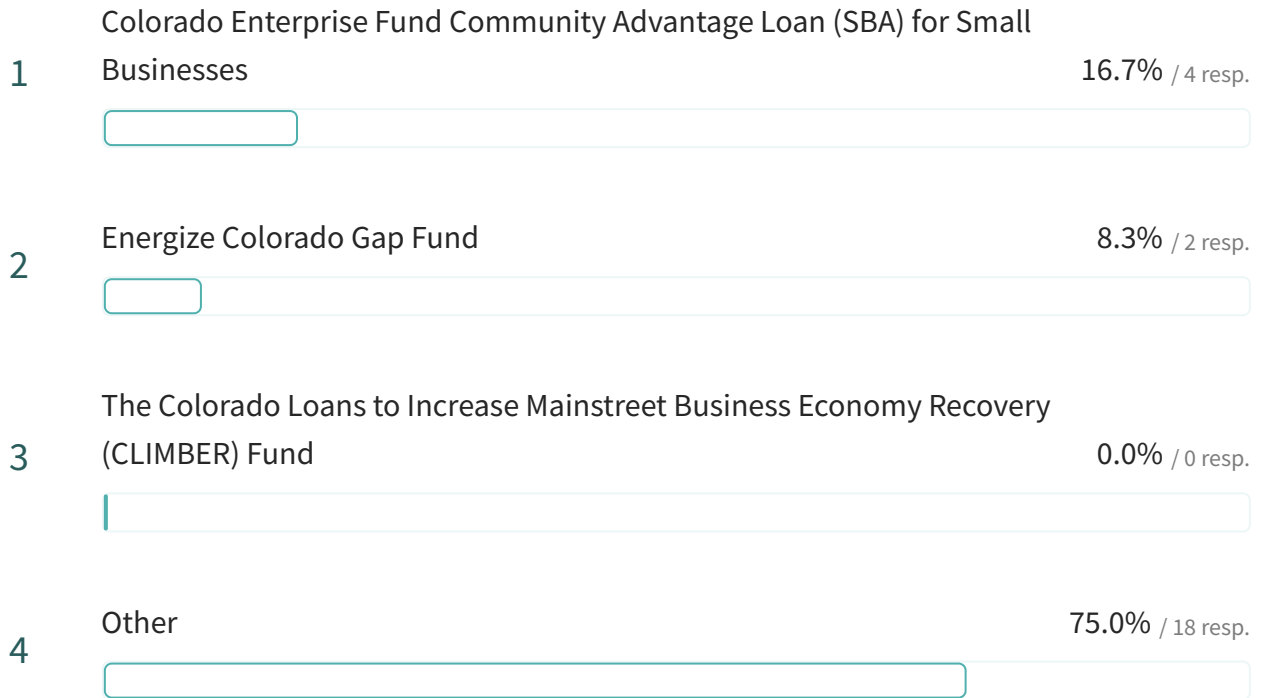 Colorado Enterprise Fund Community Advantage Loan (SBA) for Small
1 Businesses 16.7% / 4 resp.
2 Energize Colorado Gap Fund 8.3% / 2 resp.
The Colorado Loans to Increase Mainstreet Business Economy Recovery
3 (CLIMBER) Fund 0.0% / 0 resp.
4 Other 75.0% / 18 resp.